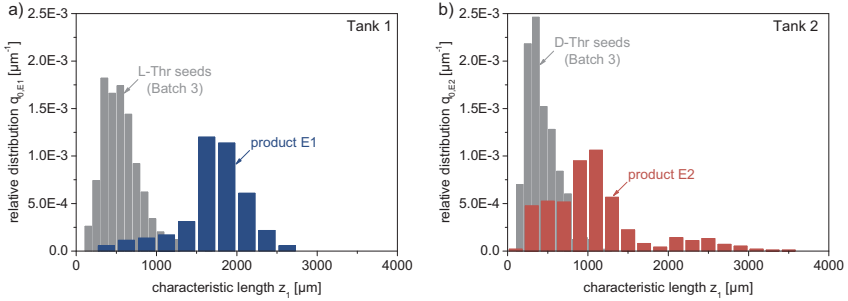 a)
Tank 1
relative distribution q0,E1 [µm-1]
2.5E-3
2.0E-3
1.5E-3
1.0E-3
5.0E-4
0.0
L-Thr seeds
(Batch 3)
product E1
0 1000 2000 3000 4000
characteristic length z1 [µm]
b)
Tank 2
relative distribution q0,E2 [µm-1]
2.5E-3
2.0E-3
1.5E-3
1.0E-3
5.0E-4
0.0
D-Thr seeds
(Batch 3)
product E2
0 1000 2000 3000 4000
characteristic length z1 [µm]